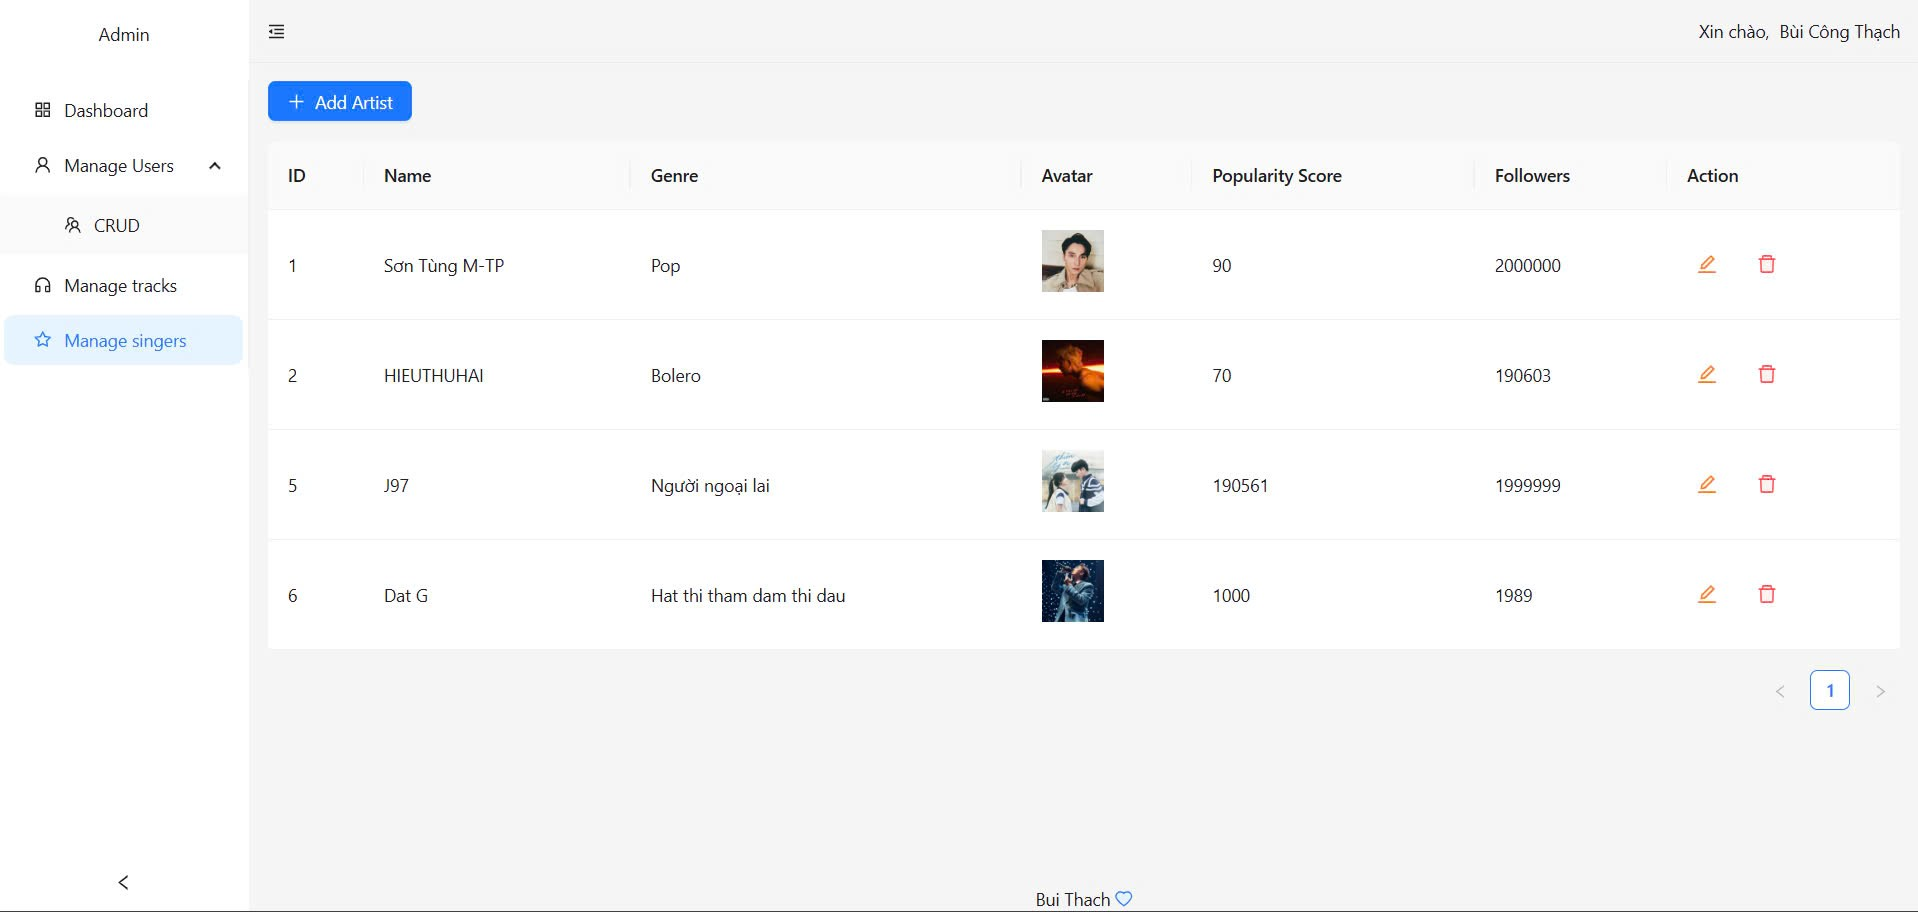 Admin
Xin chào, Bùi Công Thạch
Dashboard
Manage Users
CRUD
Manage tracks
Manage singers
Add Artist
ID Name Genre Avatar Popularity Score Followers Action
1 Sơn Tùng M-TP Pop 90 2000000
2 HIEUTHUHAI Bolero 70 190603
5 J97 Người ngoại lai 190561 1999999
6 Dat G Hat thi tham dam thi dau 1000 1989
1
Bui Thach